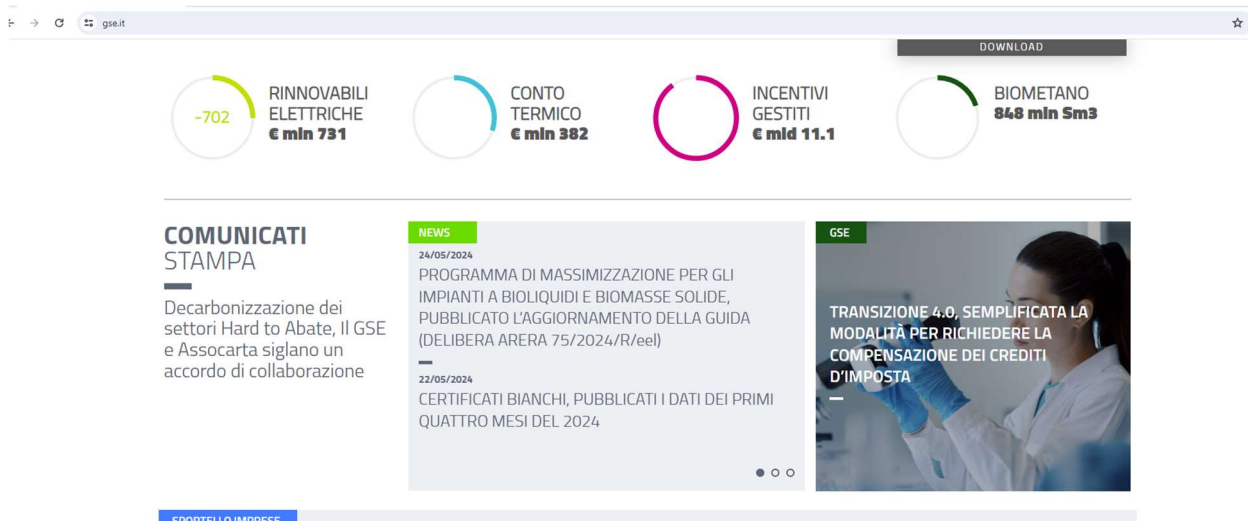 gse.it
DOWNLOAD
-702
RINNOVABILI
ELETTRICHE
€ mln 731
CONTO
TERMICO
€ mln 382
INCENTIVI
GESTITI
€ mld 11.1
BIOMETANO
848 mln Sm3
COMUNICATI
STAMPA
Decarbonizzazione dei
settori Hard to Abate, Il GSE
e Assocarta siglano un
accordo di collaborazione
NEWS
24/05/2024
PROGRAMMA DI MASSIMIZZAZIONE PER GLI
IMPIANTI A BIOLIQUIDI E BIOMASSE SOLIDE,
PUBBLICATO L’AGGIORNAMENTO DELLA GUIDA
(DELIBERA ARERA 75/2024/R/eel)
22/05/2024
CERTIFICATI BIANCHI, PUBBLICATI I DATI DEI PRIMI
QUATTRO MESI DEL 2024
GSE
TRANSIZIONE 4.0, SEMPLIFICATA LA
MODALITÀ PER RICHIEDERE LA
COMPENSAZIONE DEI CREDITI
D’IMPOSTA
SPORTELLO IMPRESE